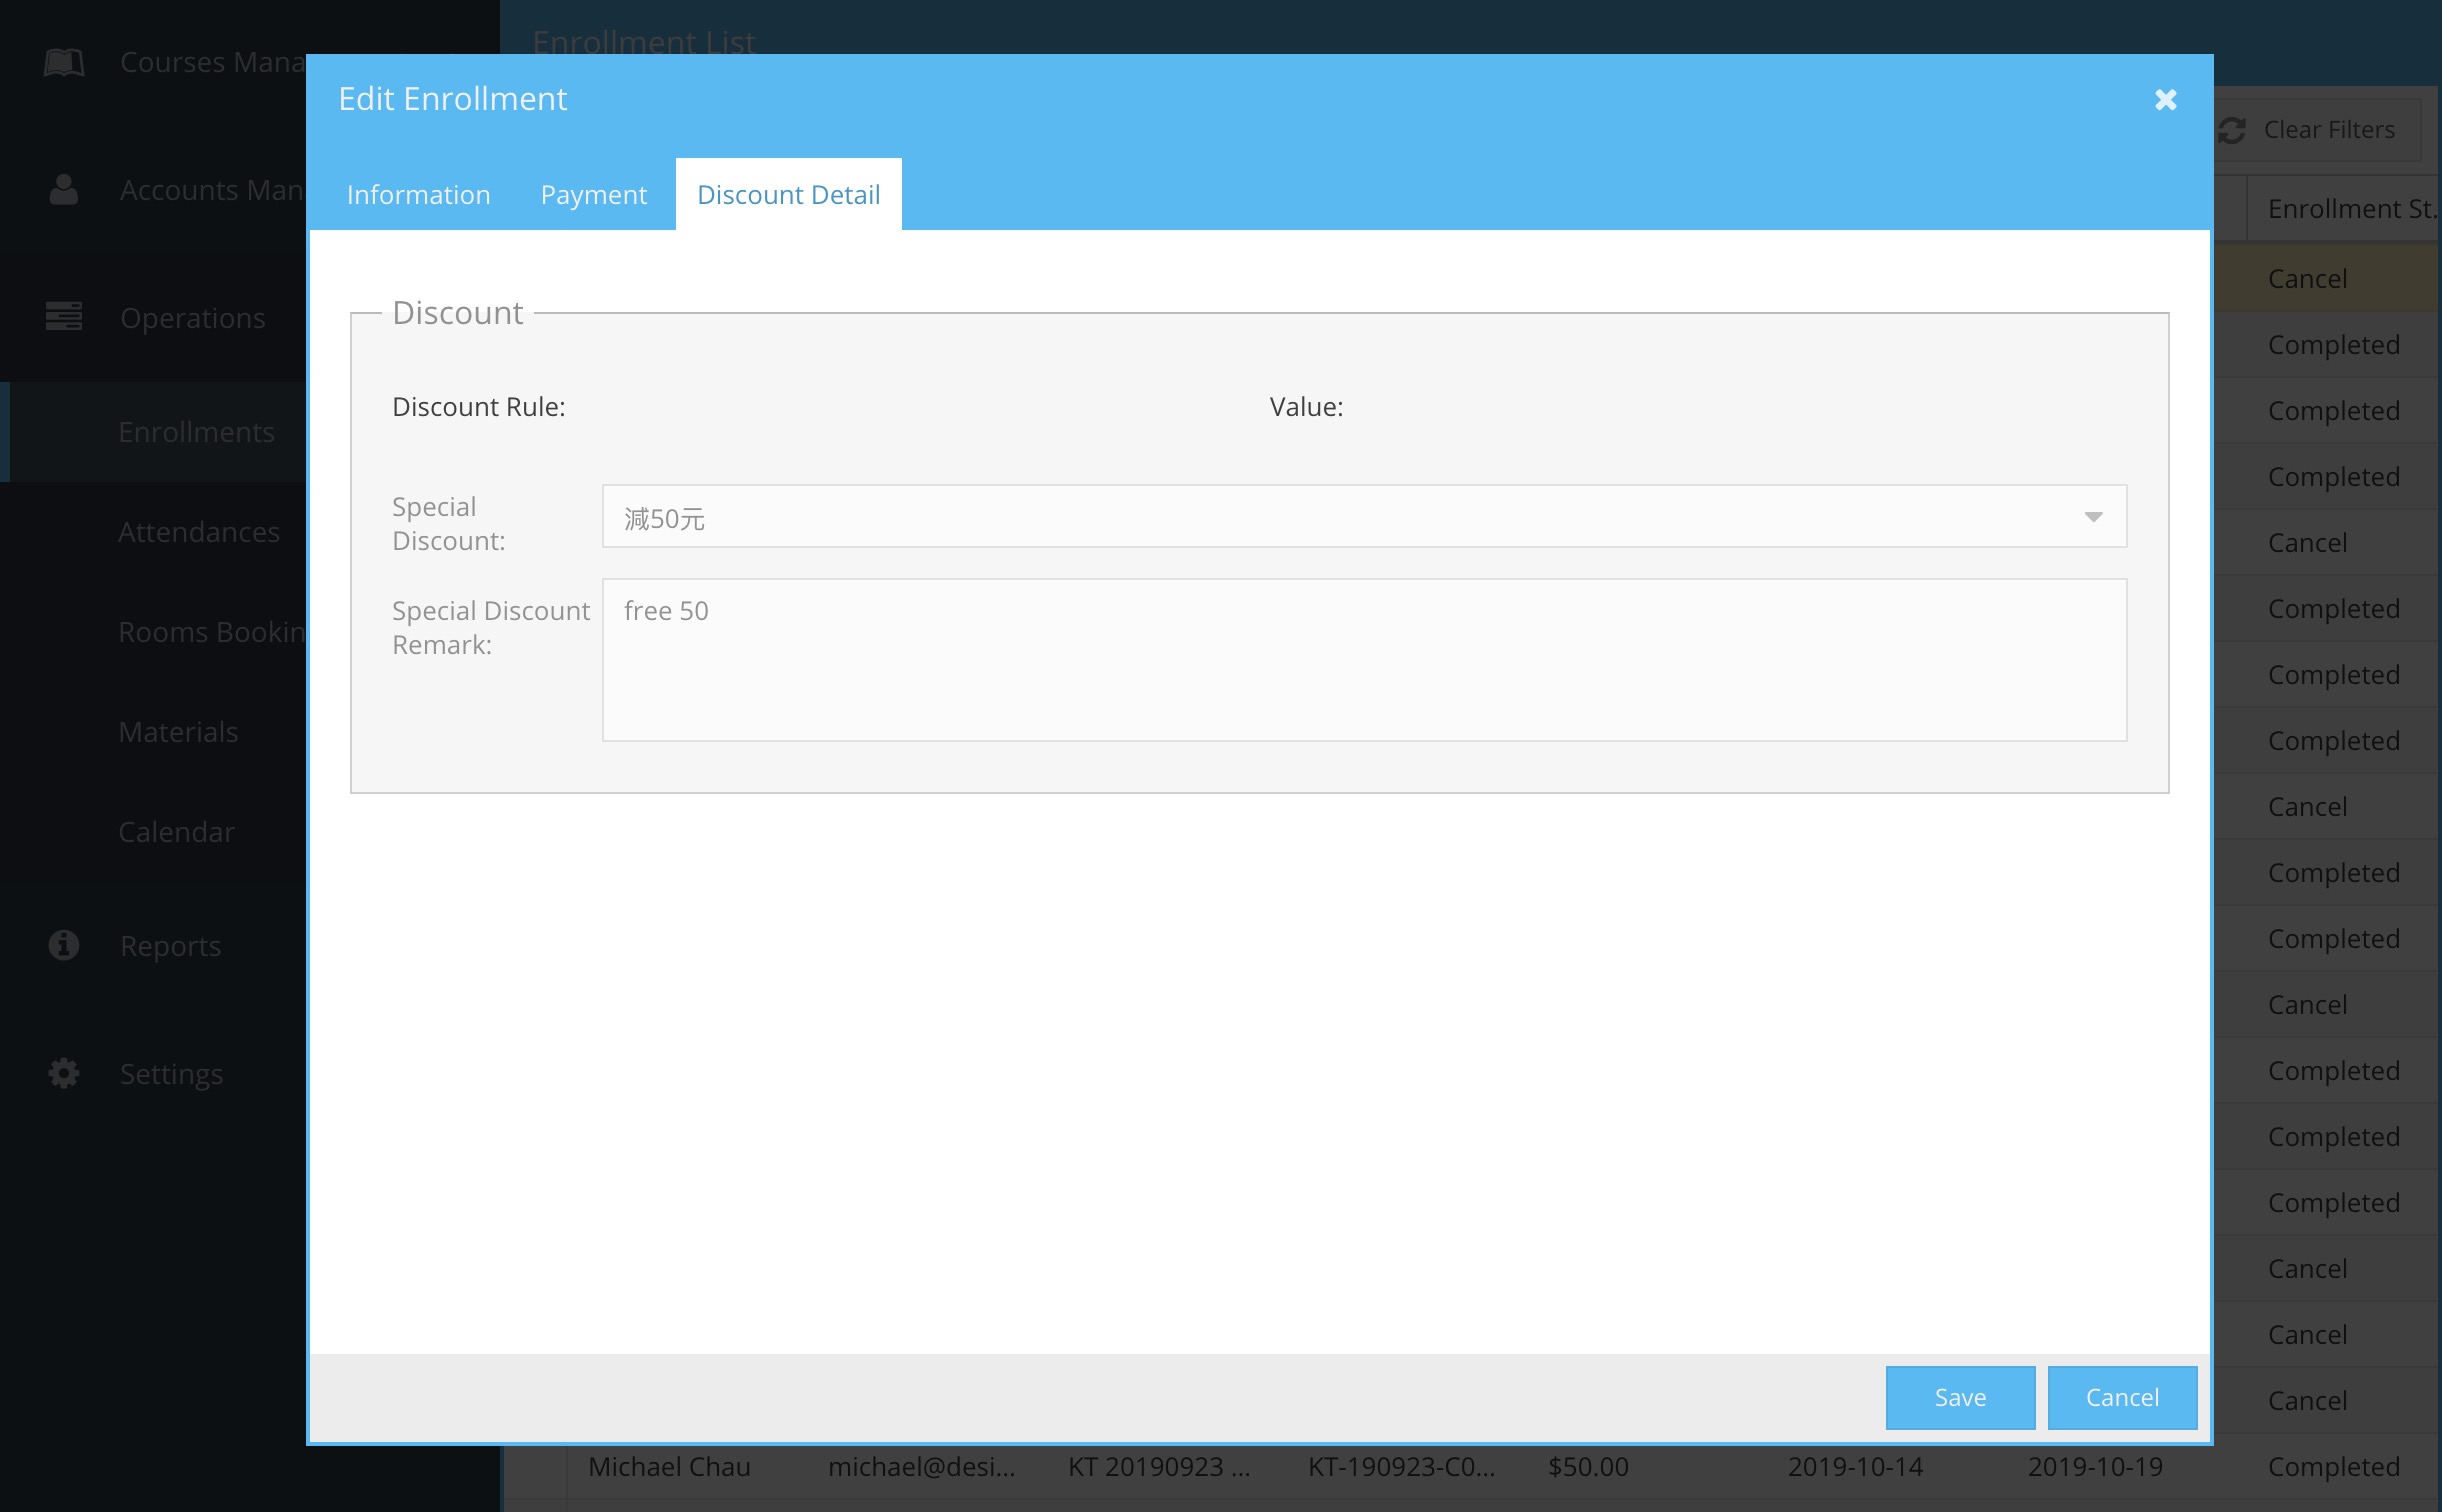 Courses Mana
Accounts Man
Operations
Enrollments
Attendances
Rooms Bookin
Materials
Calendar
Reports
Settings
Enrollment List
Edit Enrollment
Information
Payment
Discount Detail
Discount
Discount Rule:
Value:
Special
Discount:
減50元
Special Discount
Remark:
free 50
Save
Cancel
Clear Filters
Enrollment St.
Cancel
Completed
Completed
Completed
Cancel
Completed
Completed
Completed
Cancel
Completed
Completed
Cancel
Completed
Completed
Completed
Cancel
Cancel
Cancel
Michael Chau michael@desi... KT 20190923 ... KT-190923-C0... $50.00 2019-10-14 2019-10-19 Completed